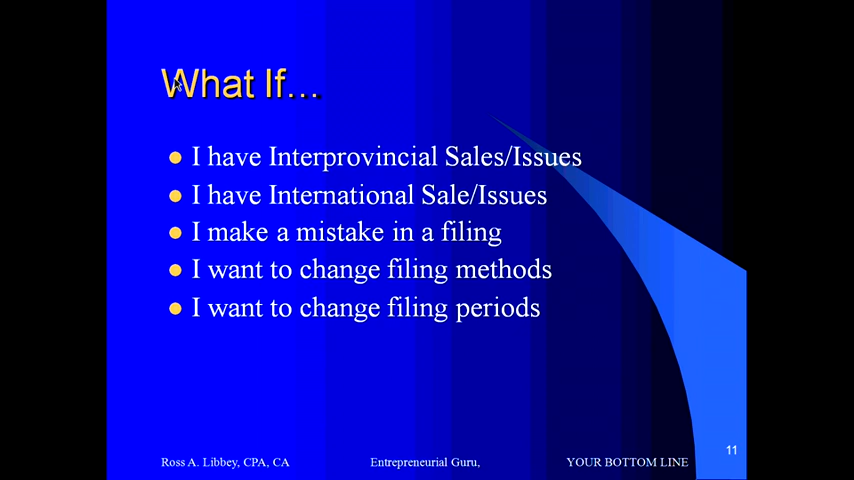 What If...
I have Interprovincial Sales/Issues
I have International Sale/Issues
I make a mistake in a filing
I want to change filing methods
I want to change filing periods
11
Ross A. Libbey, CPA, CA Entrepreneurial Guru, YOUR BOTTOM LINE